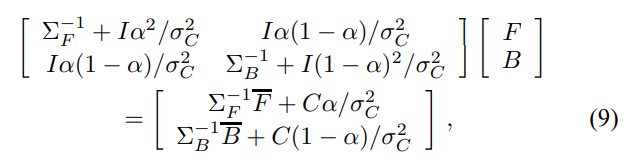 [ Σ_F^{-1} + Iα²/σ_C²   Iα(1 − α)/σ_C² ] [ F ]
[ Iα(1 − α)/σ_C²   Σ_B^{-1} + I(1 − α)²/σ_C² ] [ B ]
= [ Σ_F^{-1} F̅ + Cα/σ_C² ]
[ Σ_B^{-1} B̅ + C(1 − α)/σ_C² ] , (9)